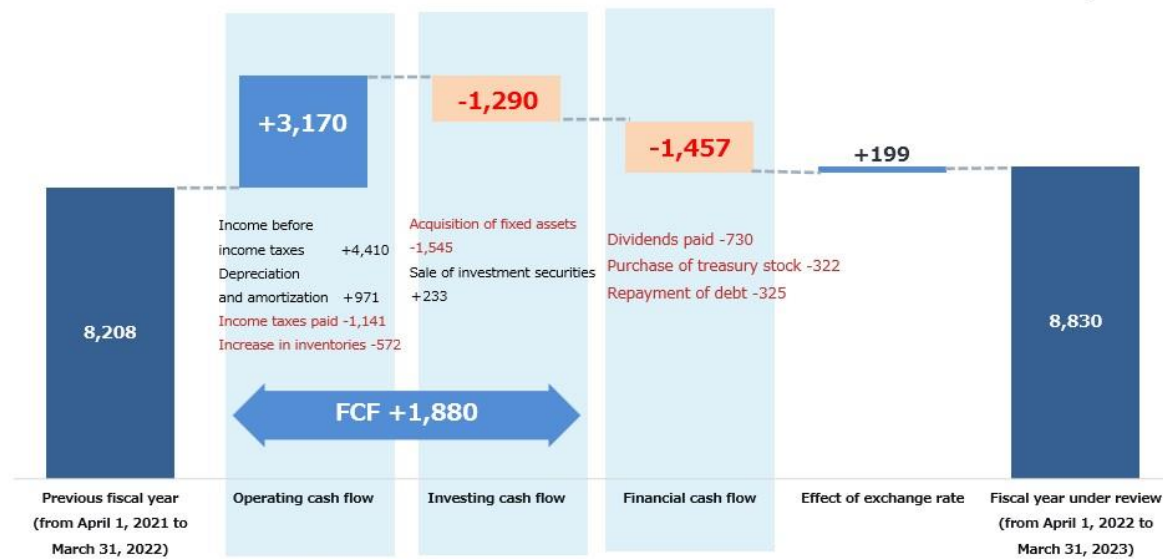 +3,170
-1,290
-1,457
+199
Income before
income taxes +4,410
Depreciation
and amortization +971
Income taxes paid -1,141
Increase in inventories -572
Acquisition of fixed assets
-1,545
Sale of investment securities
+233
Dividends paid -730
Purchase of treasury stock -322
Repayment of debt -325
8,208
8,830
FCF +1,880
Previous fiscal year
(from April 1, 2021 to
March 31, 2022)
Operating cash flow
Investing cash flow
Financial cash flow
Effect of exchange rate
Fiscal year under review
(from April 1, 2022 to
March 31, 2023)